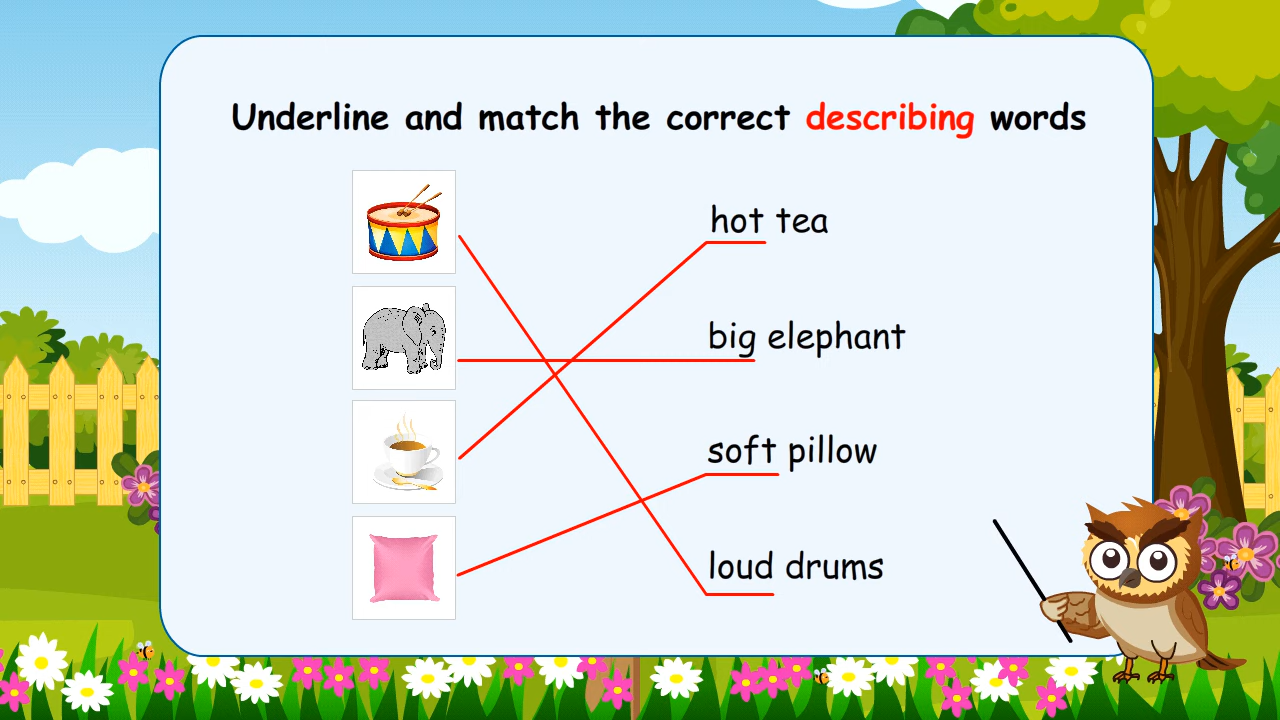 Underline and match the correct describing words
hot tea
big elephant
soft pillow
loud drums